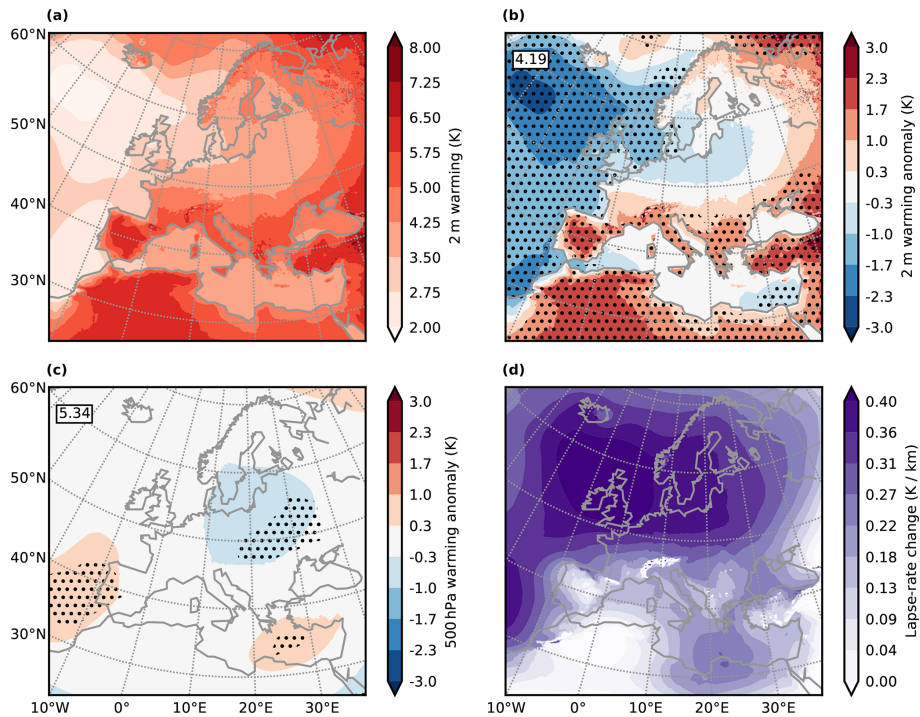 (a)
60°N
50°N
40°N
30°N
8.00
7.25
6.50
5.75
5.00
4.25
3.50
2.75
2.00
2 m warming (K)
(b)
4.19
3.0
2.3
1.7
1.0
0.3
-0.3
-1.0
-1.7
-2.3
-3.0
2 m warming anomaly (K)
(c)
60°N
50°N
40°N
30°N
10°W
0°
10°E
20°E
30°E
5.34
3.0
2.3
1.7
1.0
0.3
-0.3
-1.0
-1.7
-2.3
-3.0
500 hPa warming anomaly (K)
(d)
10°W
0°
10°E
20°E
30°E
0.40
0.36
0.31
0.27
0.22
0.18
0.13
0.09
0.04
0.00
Lapse-rate change (K / km)